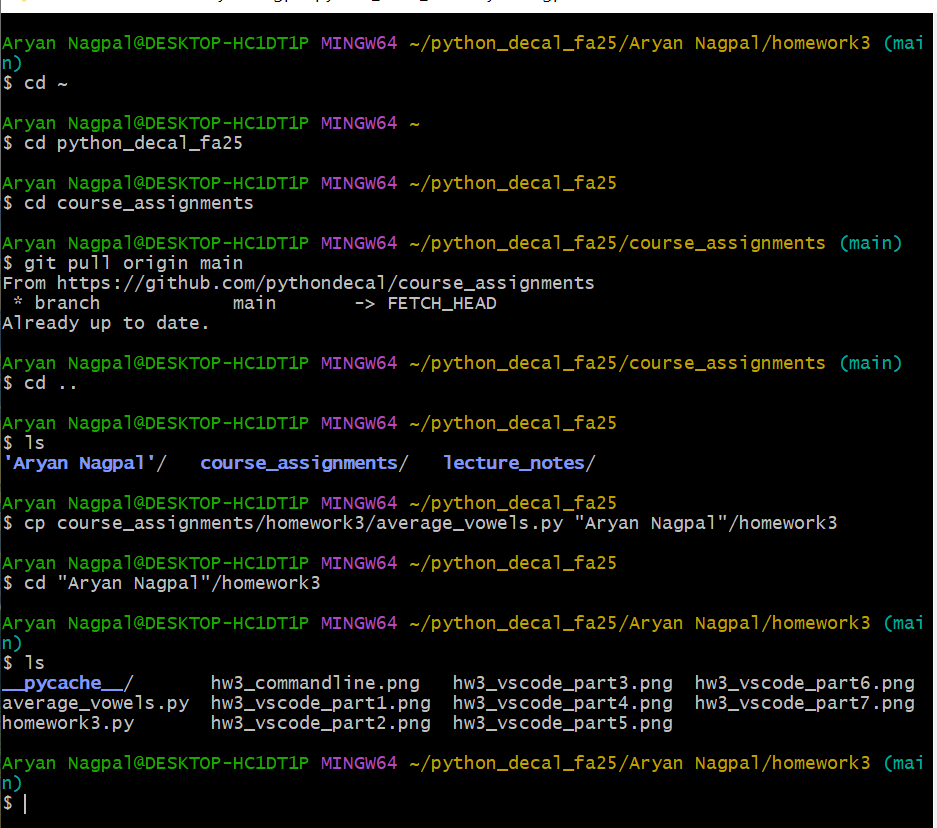 Aryan Nagpal@DESKTOP-HC1DT1P MINGW64 ~/python_decal_fa25/Aryan Nagpal/homework3 (mai
n)
$ cd ~
Aryan Nagpal@DESKTOP-HC1DT1P MINGW64 ~
$ cd python_decal_fa25
Aryan Nagpal@DESKTOP-HC1DT1P MINGW64 ~/python_decal_fa25
$ cd course_assignments
Aryan Nagpal@DESKTOP-HC1DT1P MINGW64 ~/python_decal_fa25/course_assignments (main)
$ git pull origin main
From https://github.com/pythondecal/course_assignments
 * branch            main       -> FETCH_HEAD
Already up to date.
Aryan Nagpal@DESKTOP-HC1DT1P MINGW64 ~/python_decal_fa25/course_assignments (main)
$ cd ..
Aryan Nagpal@DESKTOP-HC1DT1P MINGW64 ~/python_decal_fa25
$ ls
'Aryan Nagpal'/   course_assignments/   lecture_notes/
Aryan Nagpal@DESKTOP-HC1DT1P MINGW64 ~/python_decal_fa25
$ cp course_assignments/homework3/average_vowels.py "Aryan Nagpal"/homework3
Aryan Nagpal@DESKTOP-HC1DT1P MINGW64 ~/python_decal_fa25
$ cd "Aryan Nagpal"/homework3
Aryan Nagpal@DESKTOP-HC1DT1P MINGW64 ~/python_decal_fa25/Aryan Nagpal/homework3 (mai
n)
$ ls
__pycache__/       hw3_commandline.png   hw3_vscode_part3.png  hw3_vscode_part6.png
average_vowels.py  hw3_vscode_part1.png  hw3_vscode_part4.png  hw3_vscode_part7.png
homework3.py       hw3_vscode_part2.png  hw3_vscode_part5.png
Aryan Nagpal@DESKTOP-HC1DT1P MINGW64 ~/python_decal_fa25/Aryan Nagpal/homework3 (mai
n)
$